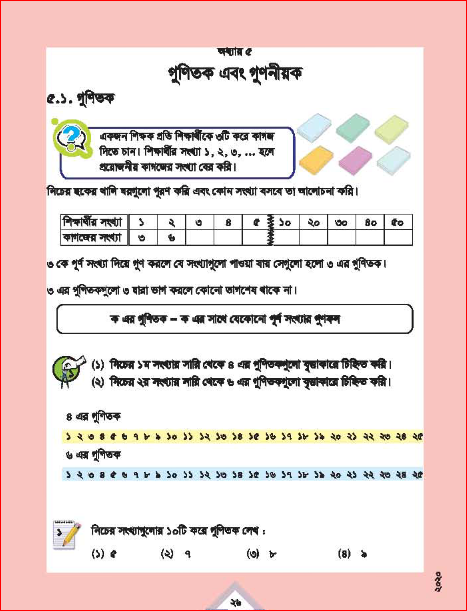 অধ্যায় ৫
গুণিতক এবং গুণনীয়ক
৫.১. গুণিতক
একজন শিক্ষক প্রতি শিক্ষার্থীকে ৩টি করে কাগজ
দিতে চান। শিক্ষার্থীর সংখ্যা ১, ২, ৩, ... হলে
প্রয়োজনীয় কাগজের সংখ্যা বের করি।
নিচের ছকের খালি ঘরগুলো পূরণ করি এবং কোন সংখ্যা বসবে তা আলোচনা করি।
শিক্ষার্থীর সংখ্যা ১ ২ ৩ ৪ ৫ ১০ ২০ ৩০ ৪০ ৫০
কাগজের সংখ্যা ৩ ৬
৩ কে পূর্ণ সংখ্যা দিয়ে গুণ করলে যে সংখ্যাগুলো পাওয়া যায় সেগুলো হলো ৩ এর গুণিতক।
৩ এর গুণিতকগুলো ৩ দ্বারা ভাগ করলে কোনো ভাগশেষ থাকে না।
ক এর গুণিতক = ক এর সাথে যেকোনো পূর্ণ সংখ্যার গুণফল
(১) নিচের ১ম সংখ্যার সারি থেকে ৪ এর গুণিতকগুলো বৃত্তাকারে চিহ্নিত করি।
(২) নিচের ২য় সংখ্যার সারি থেকে ৬ এর গুণিতকগুলো বৃত্তাকারে চিহ্নিত করি।
৪ এর গুণিতক
১ ২ ৩ ৪ ৫ ৬ ৭ ৮ ৯ ১০ ১১ ১২ ১৩ ১৪ ১৫ ১৬ ১৭ ১৮ ১৯ ২০ ২১ ২২ ২৩ ২৪ ২৫
৬ এর গুণিতক
১ ২ ৩ ৪ ৫ ৬ ৭ ৮ ৯ ১০ ১১ ১২ ১৩ ১৪ ১৫ ১৬ ১৭ ১৮ ১৯ ২০ ২১ ২২ ২৩ ২৪ ২৫
১ নিচের সংখ্যাগুলোর ১০টি করে গুণিতক লেখ :
(১) ৫ (২) ৭ (৩) ৮ (৪) ৯
২৬
২০২০